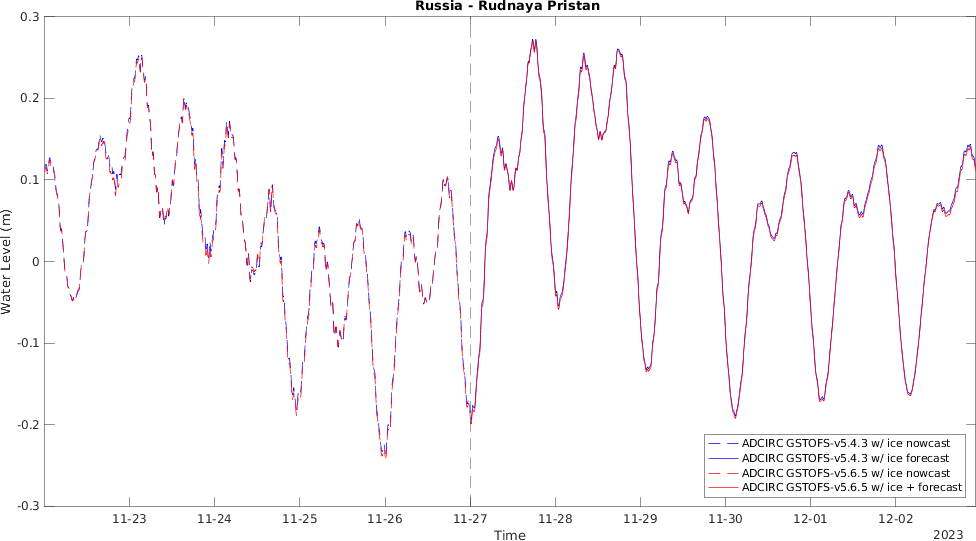 Russia - Rudnaya Pristan
Water Level (m)
0.3
0.2
0.1
0
-0.1
-0.2
-0.3
ADCIRC GSTOFS-v5.4.3 w/ ice nowcast
ADCIRC GSTOFS-v5.4.3 w/ ice forecast
ADCIRC GSTOFS-v5.6.5 w/ ice nowcast
ADCIRC GSTOFS-v5.6.5 w/ ice + forecast
11-23 11-24 11-25 11-26 11-27 11-28 11-29 11-30 12-01 12-02
Time
2023